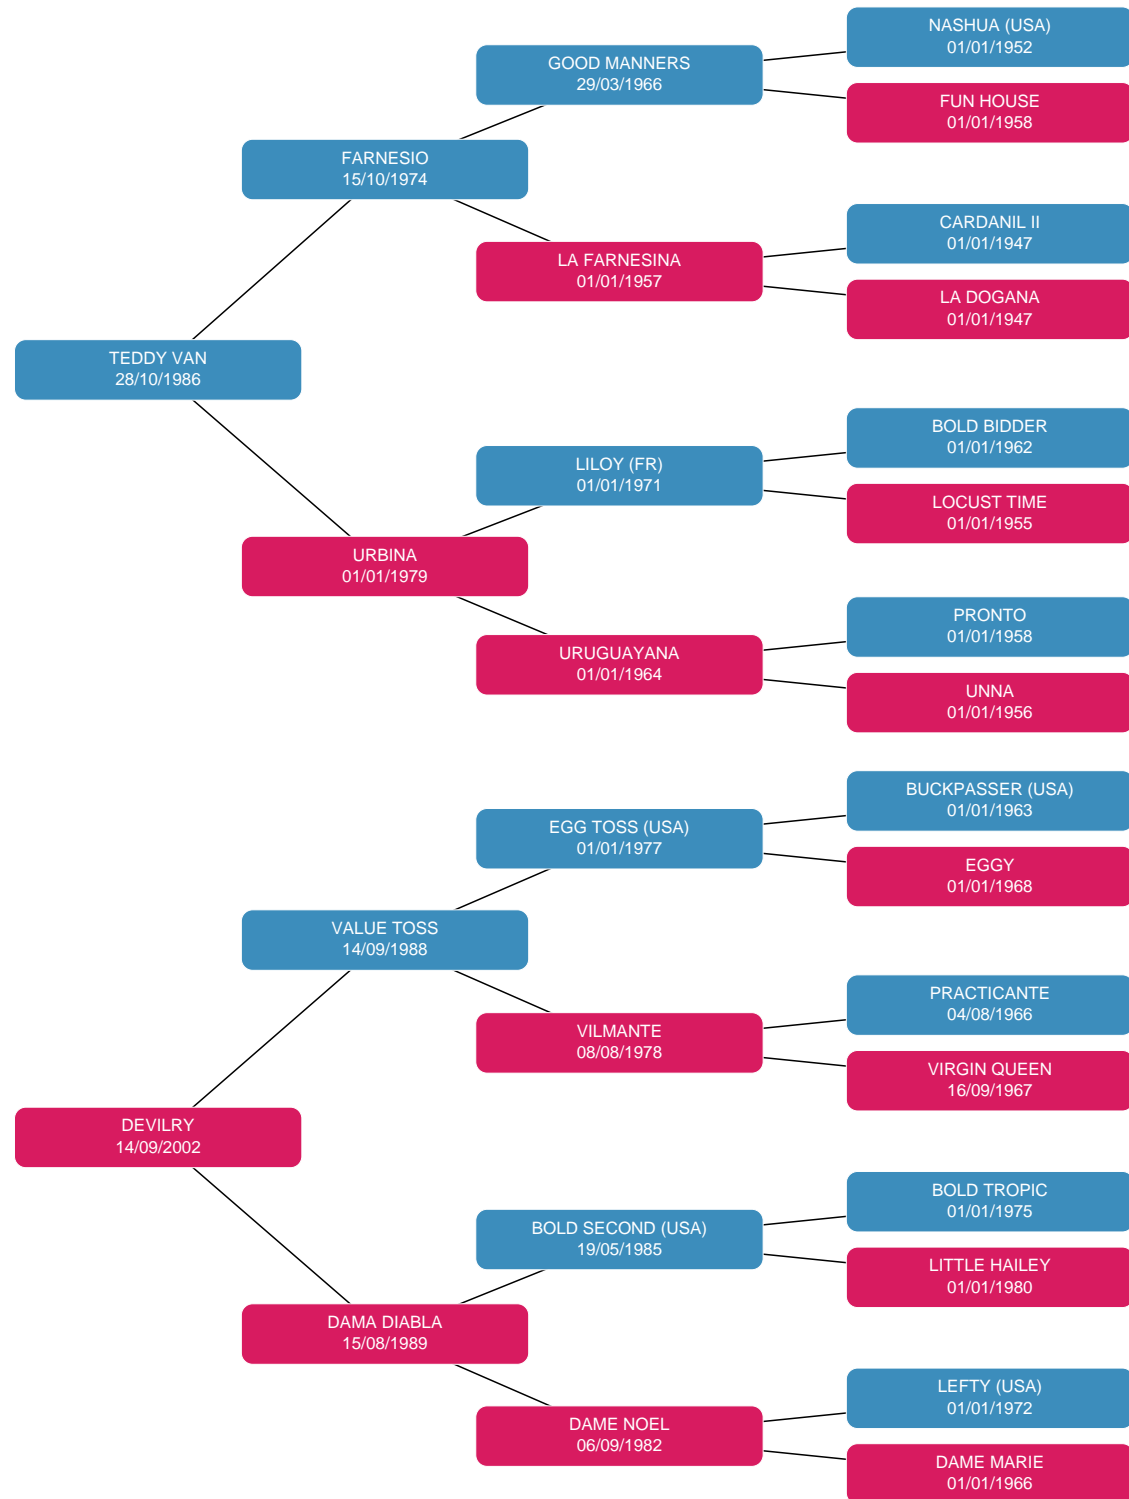 NASHUA (USA)
01/01/1952
GOOD MANNERS
29/03/1966
FUN HOUSE
01/01/1958
FARNESIO
15/10/1974
CARDANIL II
01/01/1947
LA FARNESINA
01/01/1957
LA DOGANA
01/01/1947
TEDDY VAN
28/10/1986
BOLD BIDDER
01/01/1962
LILOY (FR)
01/01/1971
LOCUST TIME
01/01/1955
URBINA
01/01/1979
PRONTO
01/01/1958
URUGUAYANA
01/01/1964
UNNA
01/01/1956
BUCKPASSER (USA)
01/01/1963
EGG TOSS (USA)
01/01/1977
EGGY
01/01/1968
VALUE TOSS
14/09/1988
PRACTICANTE
04/08/1966
VILMANTE
08/08/1978
VIRGIN QUEEN
16/09/1967
DEVILRY
14/09/2002
BOLD TROPIC
01/01/1975
BOLD SECOND (USA)
19/05/1985
LITTLE HAILEY
01/01/1980
DAMA DIABLA
15/08/1989
LEFTY (USA)
01/01/1972
DAME NOEL
06/09/1982
DAME MARIE
01/01/1966